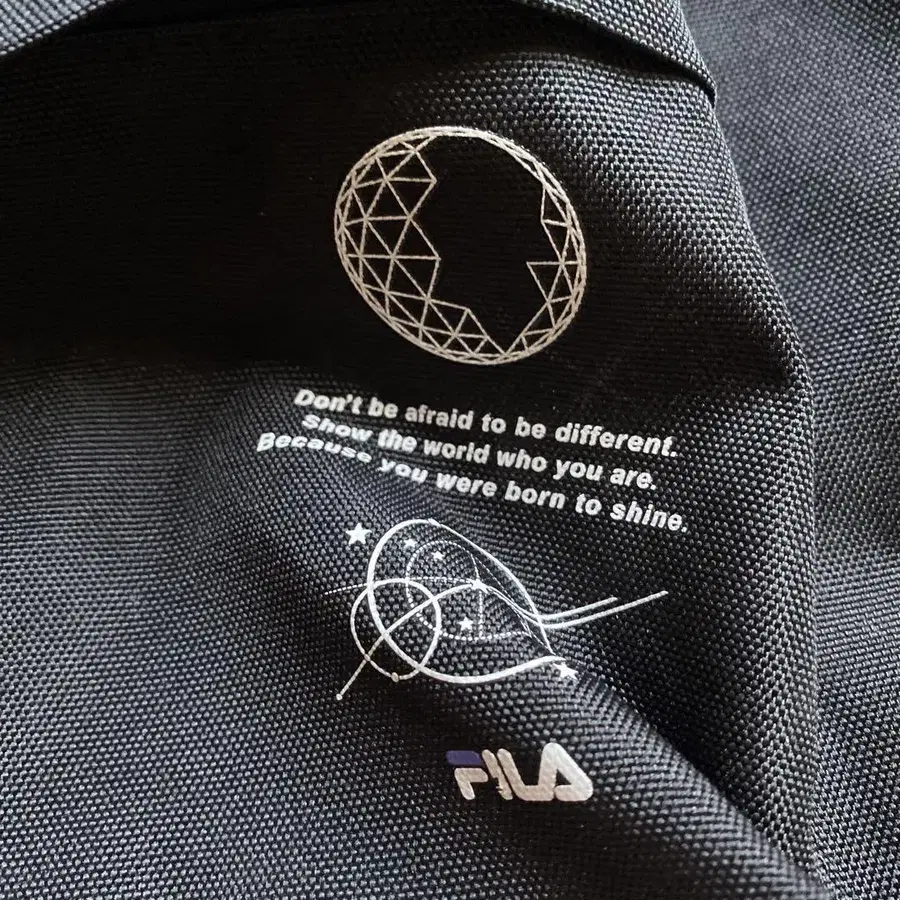 Don't be afraid to be different.
Show the world who you are.
Because you were born to shine.
FILA